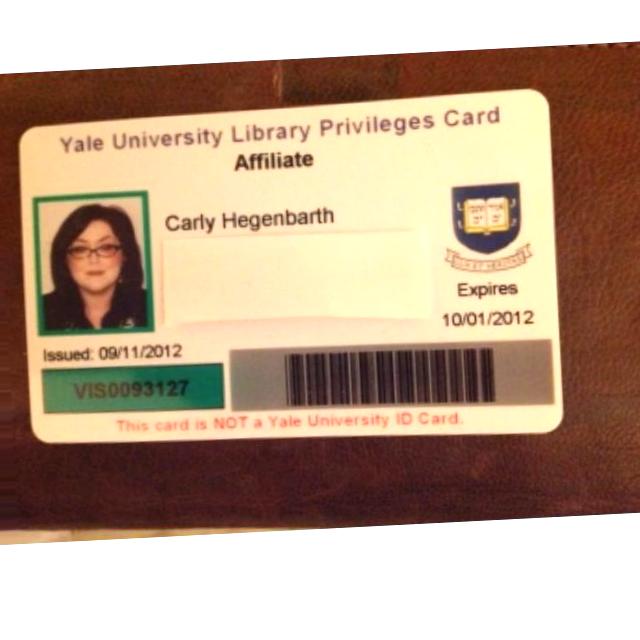 Yale University Library Privileges Card
Affiliate
Carly Hegenbarth
Expires
10/01/2012
Issued: 09/11/2012
VIS0093127
This card is NOT a Yale University ID Card.